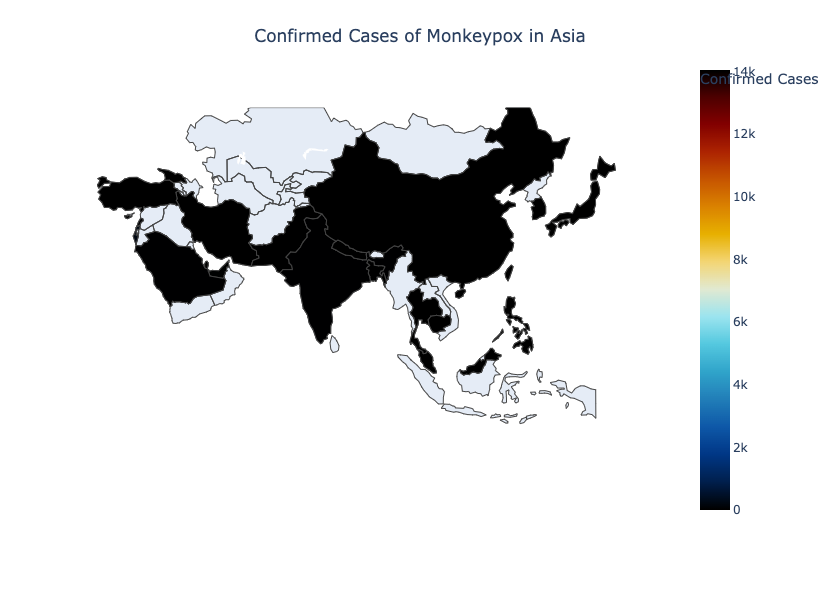 Confirmed Cases of Monkeypox in Asia
14k
Confirmed Cases
12k
10k
8k
6k
4k
2k
0